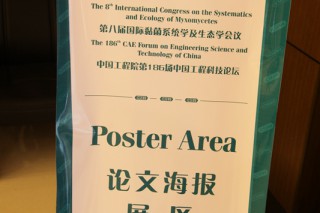 The 8th International Congress on the Systematics
and Ecology of Myxomycetes
第八届国际黏菌系统学及生态学会议
The 186th CAE Forum on Engineering Science and
Technology of China
中国工程院第186场中国工程科技论坛
Poster Area
论文海报
展区